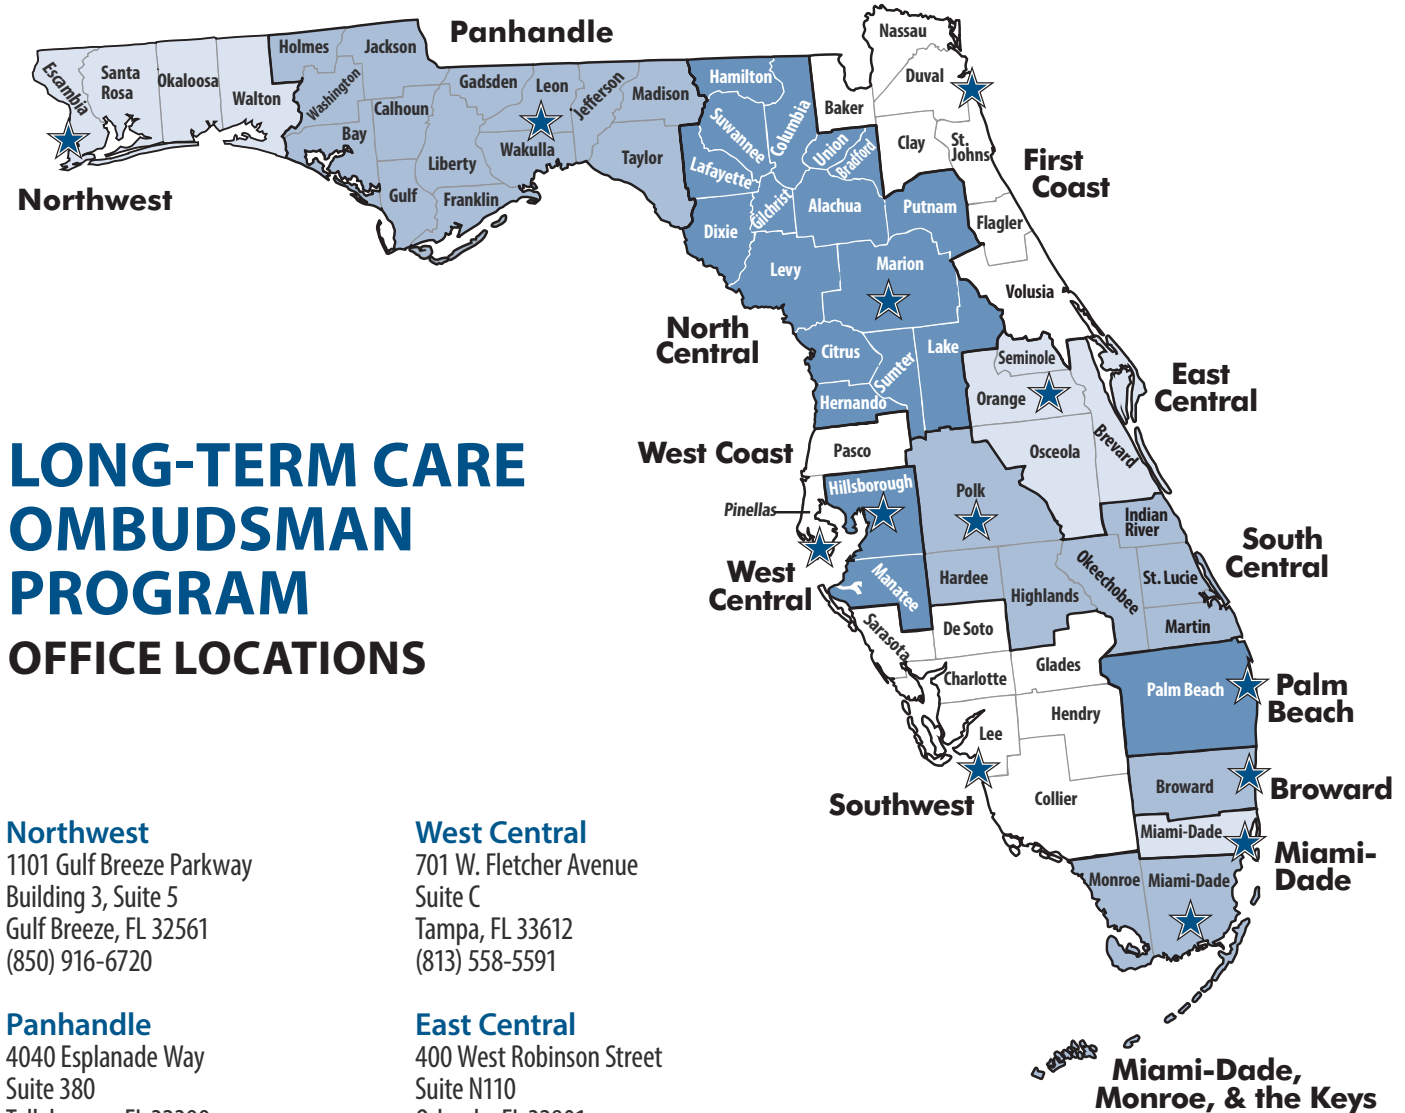 Panhandle
Nassau
Holmes
Jackson
Escambia
Santa
Rosa
Okaloosa
Walton
Washington
Bay
Calhoun
Gadsden
Leon
Jefferson
Madison
Liberty
Wakulla
Taylor
Gulf
Franklin
Northwest
Hamilton
Suwannee
Columbia
Baker
Duval
Union
Bradford
Clay
St.
Johns
First
Coast
Lafayette
Gilchrist
Alachua
Putnam
Flagler
Dixie
Levy
Marion
Volusia
North
Central
Citrus
Sumter
Lake
Hernando
Seminole
Orange
East
Central
Brevard
Osceola
West Coast
Pasco
Hillsborough
Pinellas
Polk
Indian
River
South
Central
West
Central
Manatee
Hardee
Highlands
Okeechobee
St. Lucie
Martin
Sarasota
De Soto
Charlotte
Glades
Hendry
Lee
Palm Beach
Palm
Beach
Southwest
Collier
Broward
Broward
Miami-Dade
Miami-
Dade
Monroe
Miami-Dade
Miami-Dade,
Monroe, & the Keys
LONG-TERM CARE
OMBUDSMAN
PROGRAM
OFFICE LOCATIONS
Northwest
1101 Gulf Breeze Parkway
Building 3, Suite 5
Gulf Breeze, FL 32561
(850) 916-6720
Panhandle
4040 Esplanade Way
Suite 380
West Central
701 W. Fletcher Avenue
Suite C
Tampa, FL 33612
(813) 558-5591
East Central
400 West Robinson Street
Suite N110